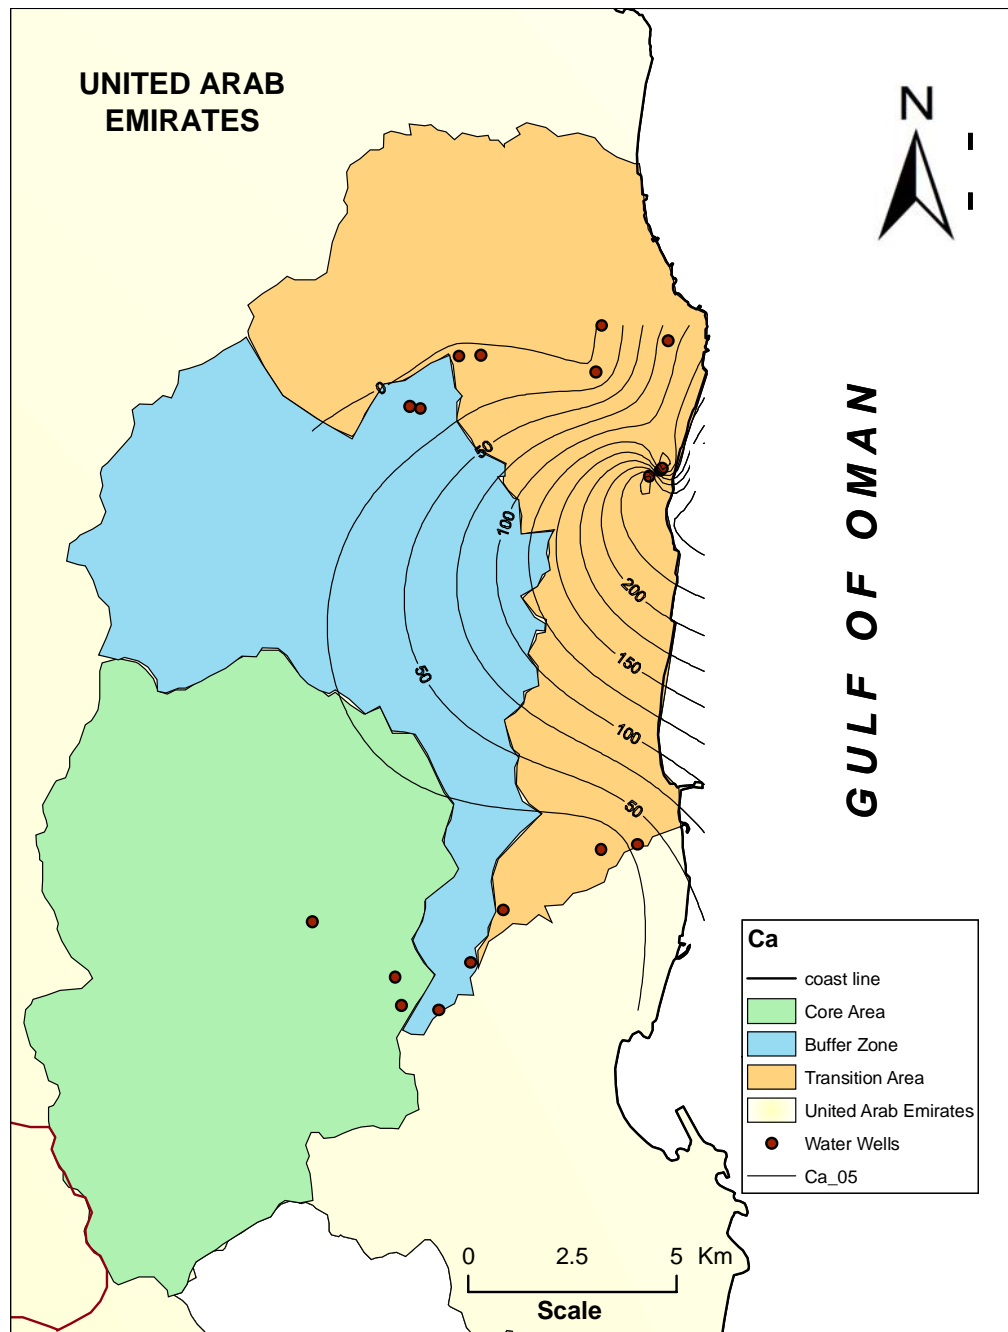 UNITED ARAB
EMIRATES
N
GULF OF OMAN
0
50
100
200
150
50
100
50
Ca
coast line
Core Area
Buffer Zone
Transition Area
United Arab Emirates
Water Wells
Ca_05
0 2.5 5 Km
Scale